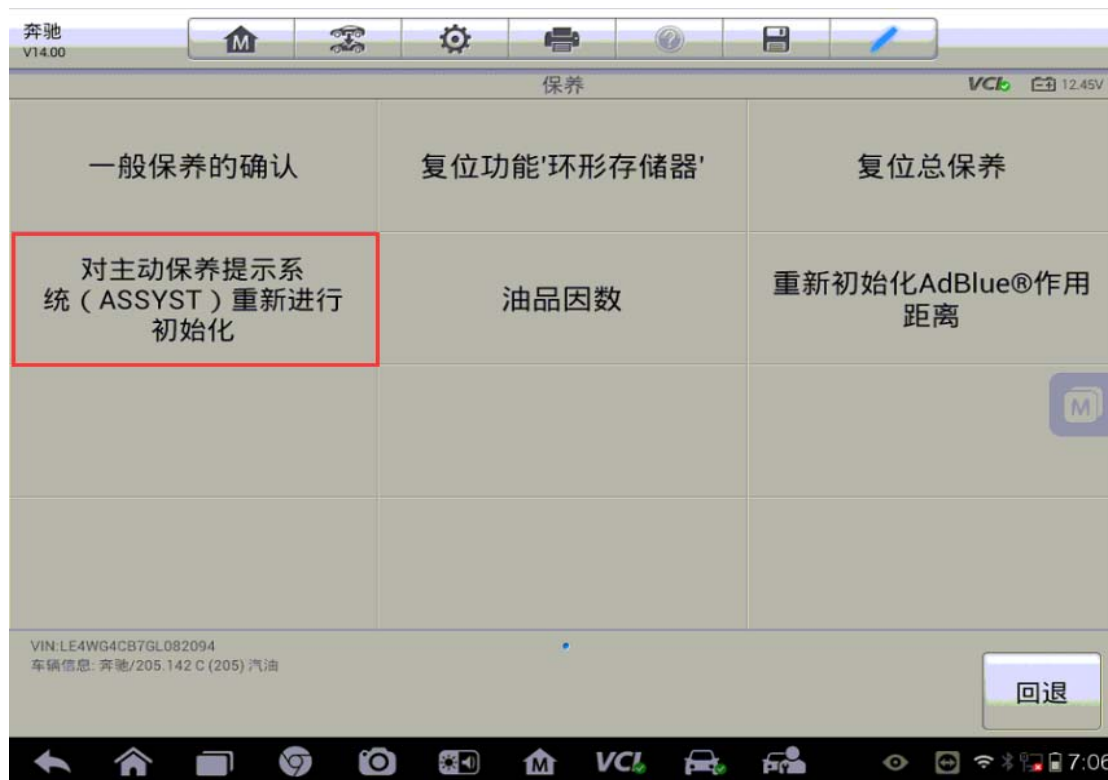 奔驰
V14.00
M
保养
VCI
12.45V
一般保养的确认
复位功能'环形存储器'
复位总保养
对主动保养提示系
统（ASSYST）重新进行
初始化
油品因数
重新初始化AdBlue®作用
距离
M
VIN:LE4WG4CB7GL082094
车辆信息: 奔驰/205.142 C (205) 汽油
回退
M
VCI
7:06